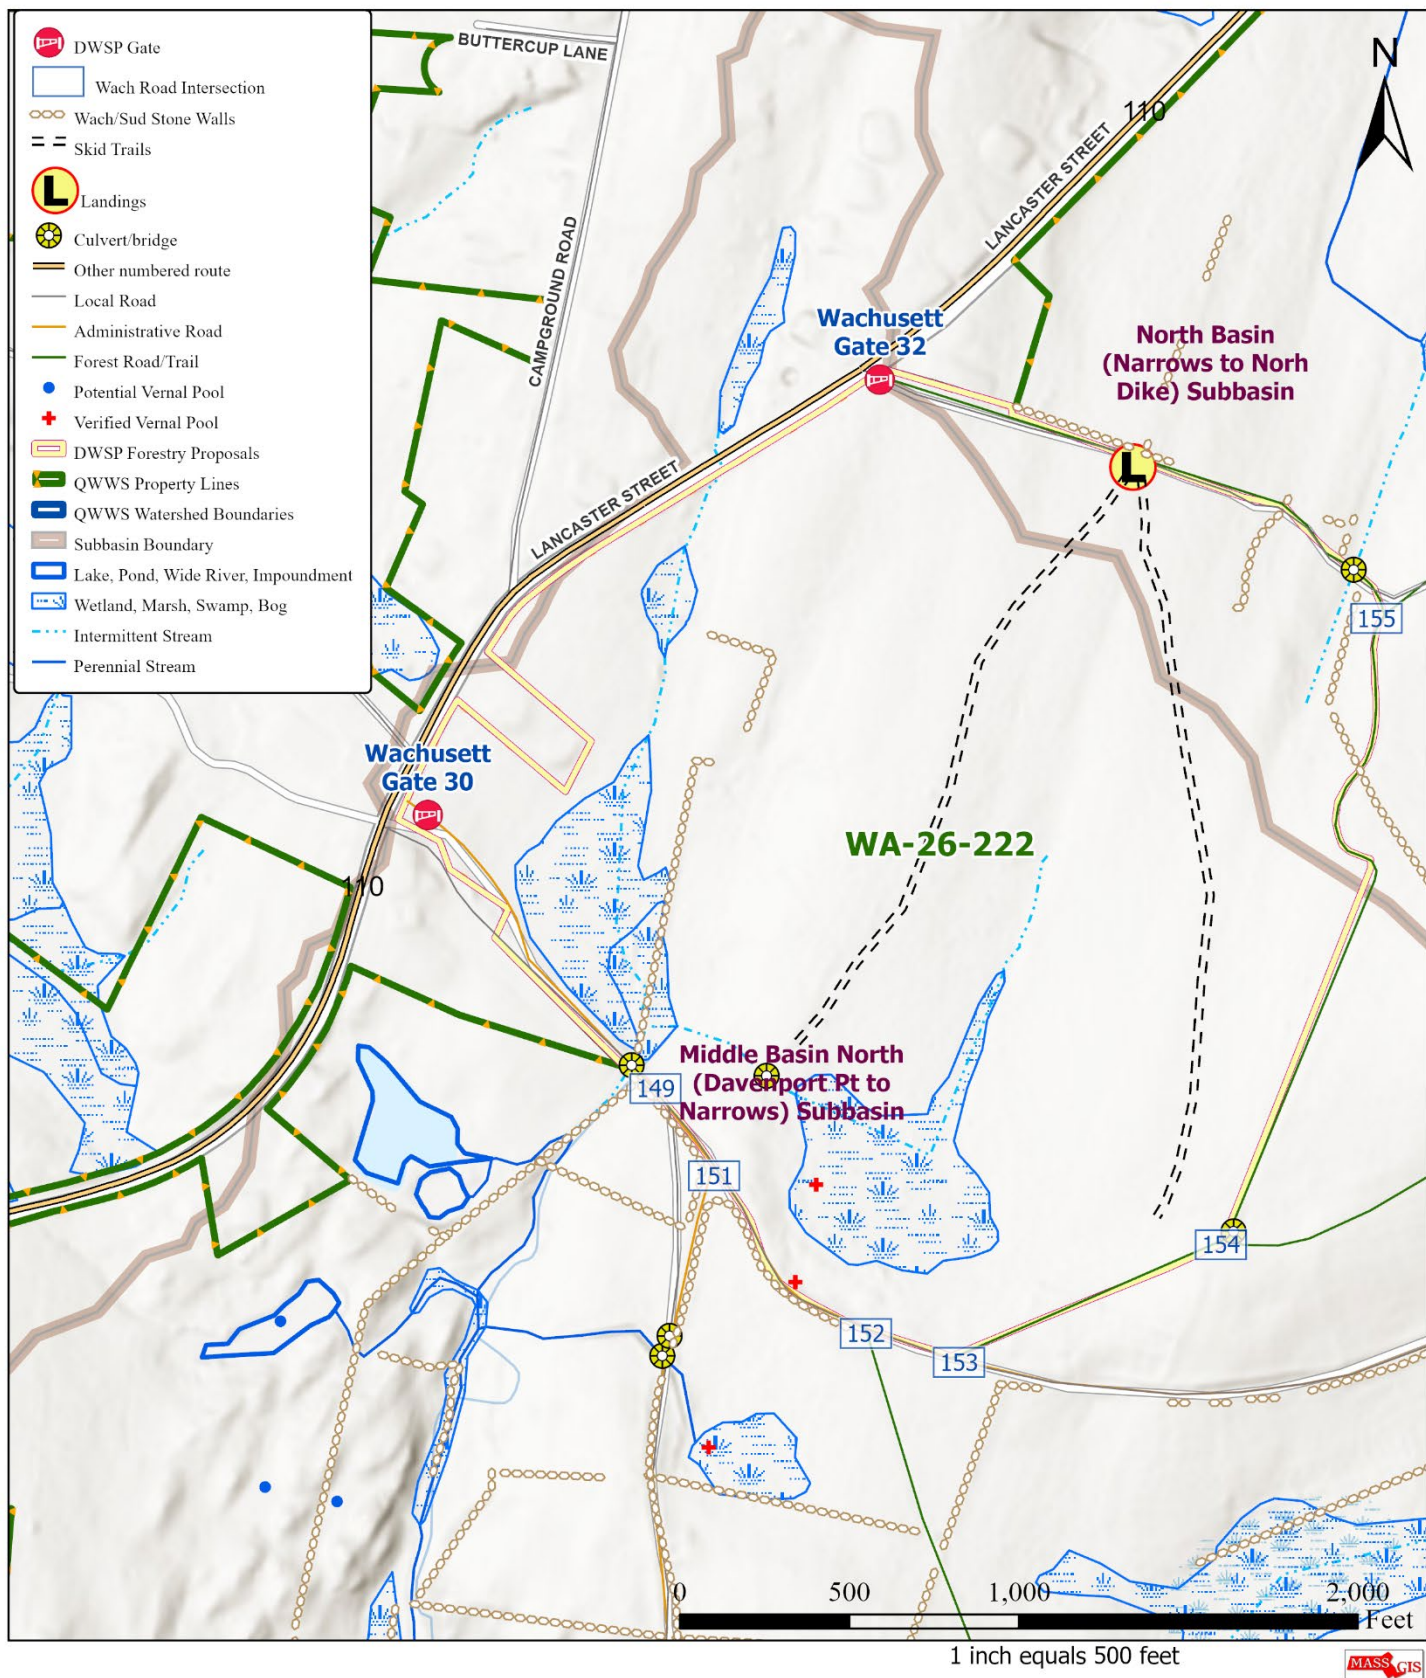 DWSP Gate
Wach Road Intersection
Wach/Sud Stone Walls
Skid Trails
L
Landings
Culvert/bridge
Other numbered route
Local Road
Administrative Road
Forest Road/Trail
Potential Vernal Pool
Verified Vernal Pool
DWSP Forestry Proposals
QWWS Property Lines
QWWS Watershed Boundaries
Subbasin Boundary
Lake, Pond, Wide River, Impoundment
Wetland, Marsh, Swamp, Bog
Intermittent Stream
Perennial Stream
BUTTERCUP LANE
N
110
LANCASTER STREET
CAMPGROUND ROAD
Wachusett
Gate 32
North Basin
(Narrows to Norh
Dike) Subbasin
L
LANCASTER STREET
155
Wachusett
Gate 30
WA-26-222
110
Middle Basin North
(Davenport Pt to
Narrows) Subbasin
149
151
154
152
153
0
500
1,000
2,000
Feet
1 inch equals 500 feet
MASSGIS